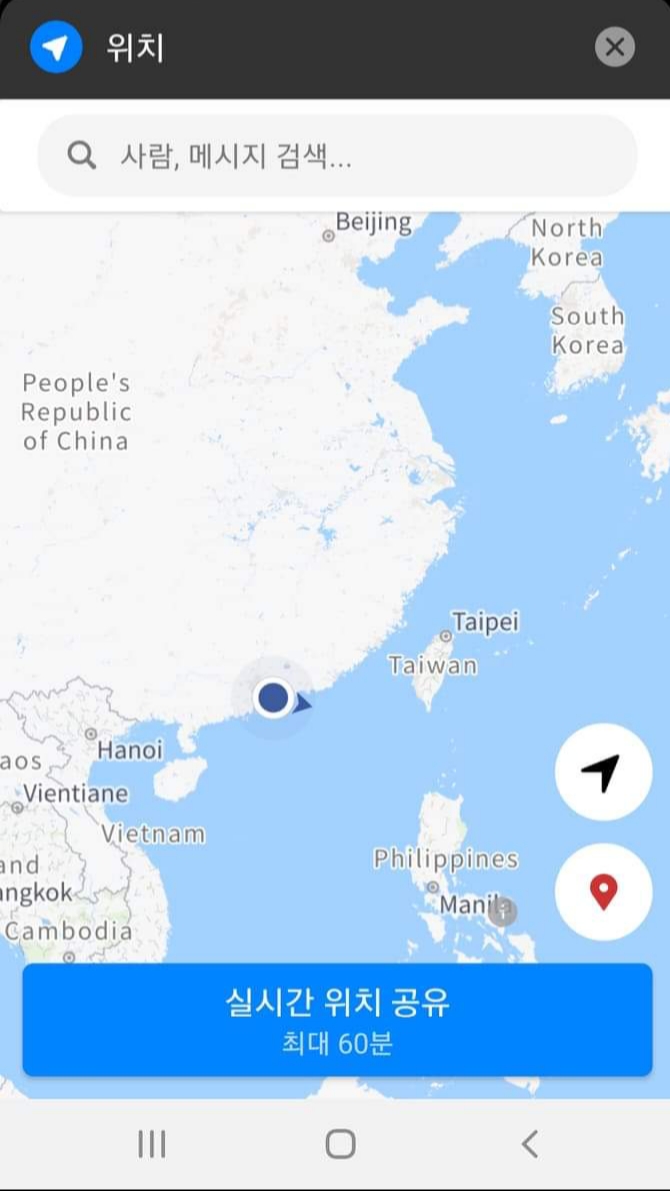 위치
사람, 메시지 검색...
Beijing
North
Korea
South
Korea
People's
Republic
of China
Taipei
Taiwan
Hanoi
aos
Vientiane
Vietnam
and
Philippines
angkok
Manila
Cambodia
실시간 위치 공유
최대 60분